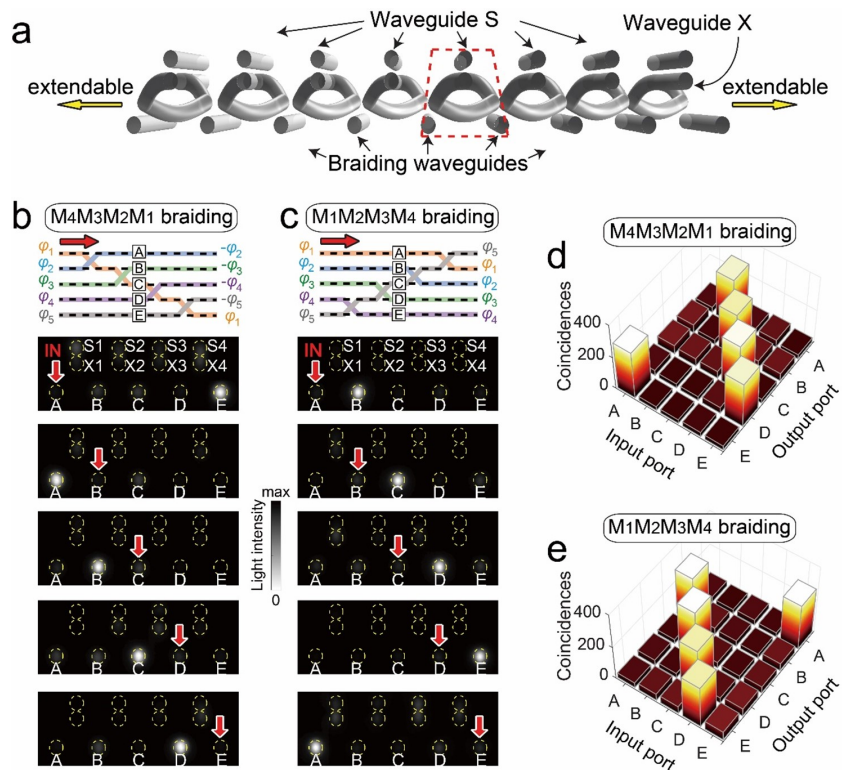 a
Waveguide S
Waveguide X
extendable
extendable
Braiding waveguides
b
M4M3M2M1 braiding
φ1
A
-φ2
φ2
B
-φ3
φ3
C
-φ4
φ4
D
-φ5
φ5
E
φ1
IN
S1 S2 S3 S4
X1 X2 X3 X4
A B C D E
A B C D E
A B C D E
A B C D E
A B C D E
c
M1M2M3M4 braiding
φ1
A
φ5
φ2
B
φ1
φ3
C
φ2
φ4
D
φ3
φ5
E
φ4
IN
S1 S2 S3 S4
X1 X2 X3 X4
A B C D E
A B C D E
A B C D E
A B C D E
A B C D E
max
Light intensity
0
d
M4M3M2M1 braiding
Coincidences
400
200
0
A
B
C
D
E
Input port
E
D
C
B
A
Output port
e
M1M2M3M4 braiding
Coincidences
400
200
0
A
B
C
D
E
Input port
E
D
C
B
A
Output port